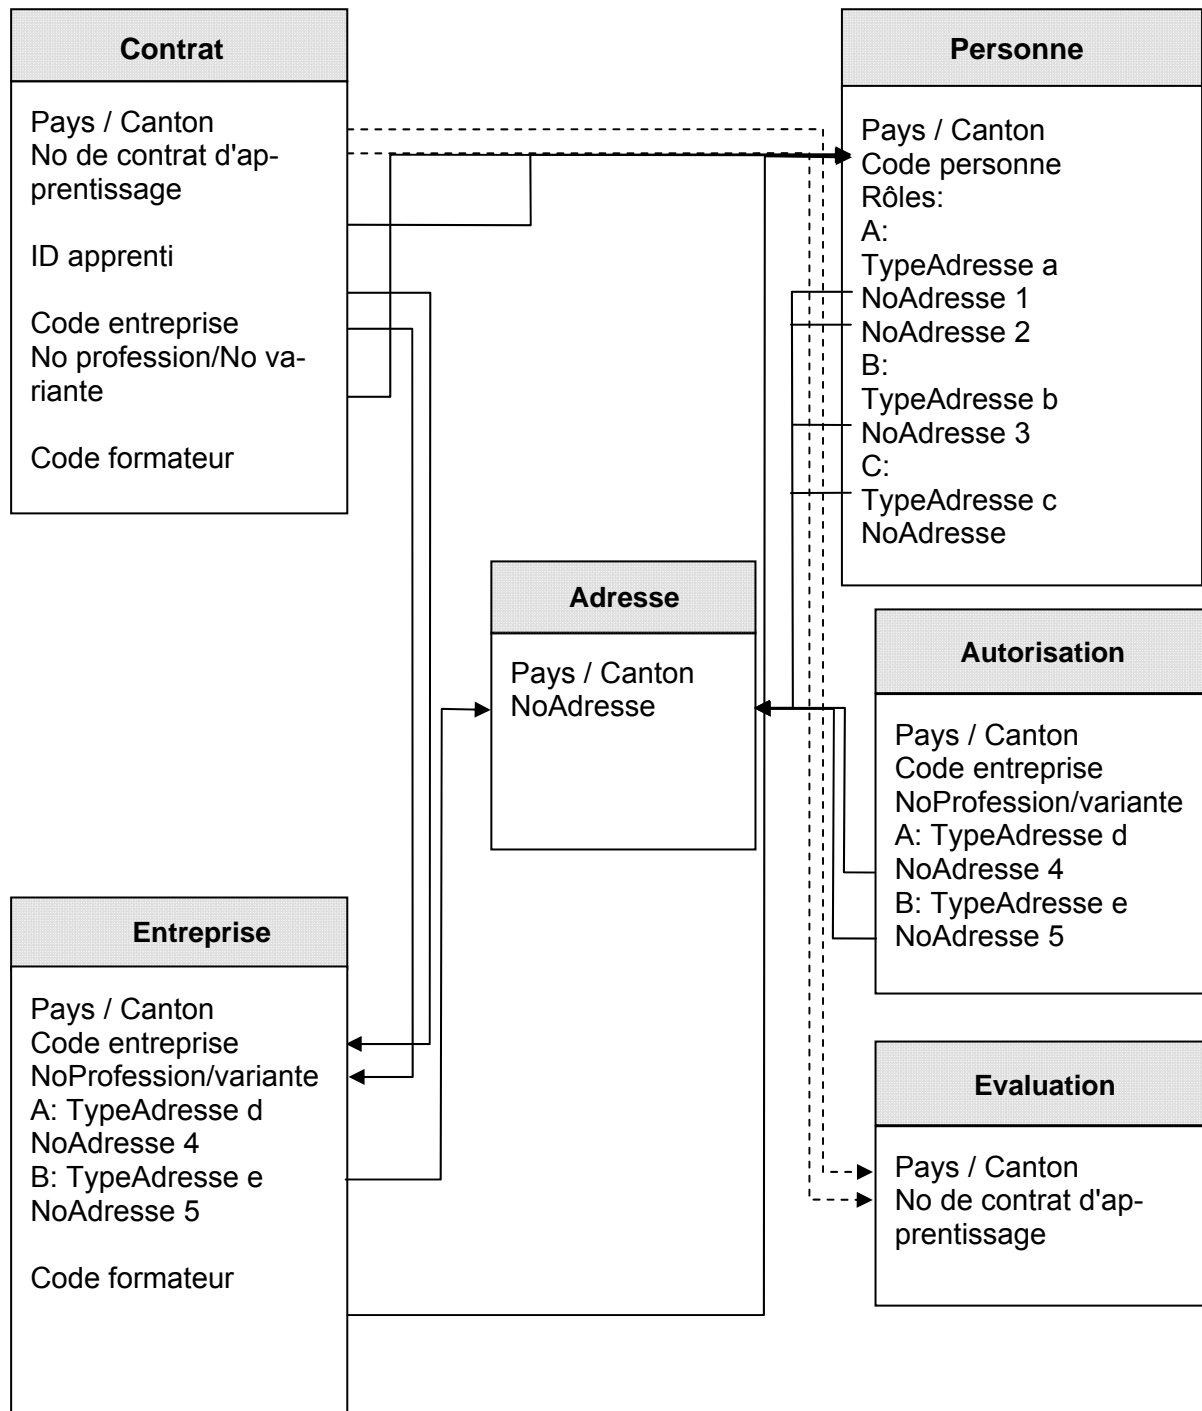 Contrat
Pays / Canton
No de contrat d'ap-
prentissage
ID apprenti
Code entreprise
No profession/No va-
riante
Code formateur
Personne
Pays / Canton
Code personne
Rôles:
A:
TypeAdresse a
NoAdresse 1
NoAdresse 2
B:
TypeAdresse b
NoAdresse 3
C:
TypeAdresse c
NoAdresse
Adresse
Pays / Canton
NoAdresse
Autorisation
Pays / Canton
Code entreprise
NoProfession/variante
A: TypeAdresse d
NoAdresse 4
B: TypeAdresse e
NoAdresse 5
Entreprise
Pays / Canton
Code entreprise
NoProfession/variante
A: TypeAdresse d
NoAdresse 4
B: TypeAdresse e
NoAdresse 5
Code formateur
Evaluation
Pays / Canton
No de contrat d'ap-
prentissage